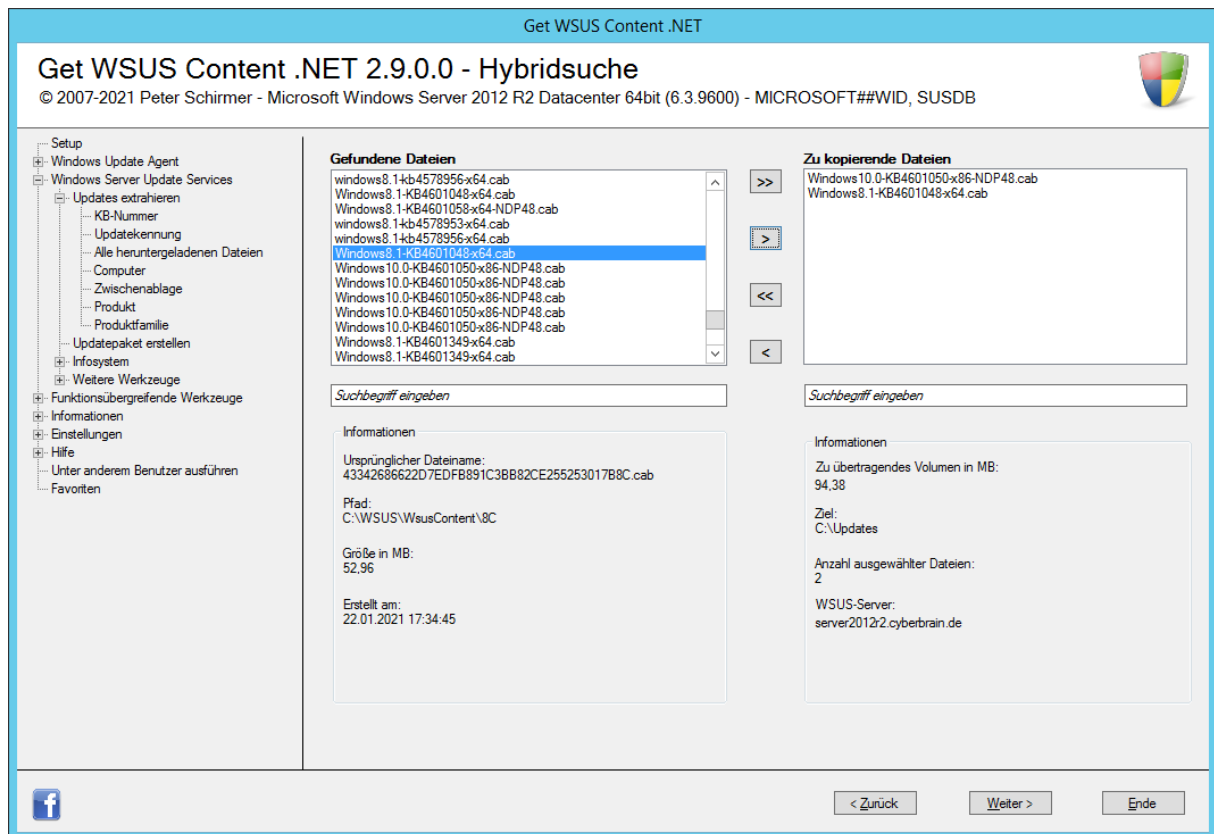 Get WSUS Content .NET
Get WSUS Content .NET 2.9.0.0 - Hybridsuche
© 2007-2021 Peter Schirmer - Microsoft Windows Server 2012 R2 Datacenter 64bit (6.3.9600) - MICROSOFT##WID, SUSDB
Setup
Windows Update Agent
Windows Server Update Services
Updates extrahieren
KB-Nummer
Updatekennung
Alle heruntergeladenen Dateien
Computer
Zwischenablage
Produkt
Produktfamilie
Updatepaket erstellen
Infosystem
Weitere Werkzeuge
Funktionsübergreifende Werkzeuge
Informationen
Einstellungen
Hilfe
Unter anderem Benutzer ausführen
Favoriten
Gefundene Dateien
windows8.1-kb4578956-x64.cab
Windows8.1-KB4601048-x64.cab
Windows8.1-KB4601058-x64-NDP48.cab
windows8.1-kb4578953-x64.cab
windows8.1-kb4578956-x64.cab
Windows8.1-KB4601048-x64.cab
Windows10.0-KB4601050-x86-NDP48.cab
Windows10.0-KB4601050-x86-NDP48.cab
Windows10.0-KB4601050-x86-NDP48.cab
Windows10.0-KB4601050-x86-NDP48.cab
Windows10.0-KB4601050-x86-NDP48.cab
Windows8.1-KB4601349-x64.cab
Windows8.1-KB4601349-x64.cab
Suchbegriff eingeben
Informationen
Ursprünglicher Dateiname:
43342686622D7EDFB891C3BB82CE255253017B8C.cab
Pfad:
C:\WSUS\WsusContent\8C
Größe in MB:
52,96
Erstellt am:
22.01.2021 17:34:45
>>
>
<<
<
Zu kopierende Dateien
Windows10.0-KB4601050-x86-NDP48.cab
Windows8.1-KB4601048-x64.cab
Suchbegriff eingeben
Informationen
Zu übertragendes Volumen in MB:
94,38
Ziel:
C:\Updates
Anzahl ausgewählter Dateien:
2
WSUS-Server:
server2012r2.cyberbrain.de
f
< Zurück
Weiter >
Ende